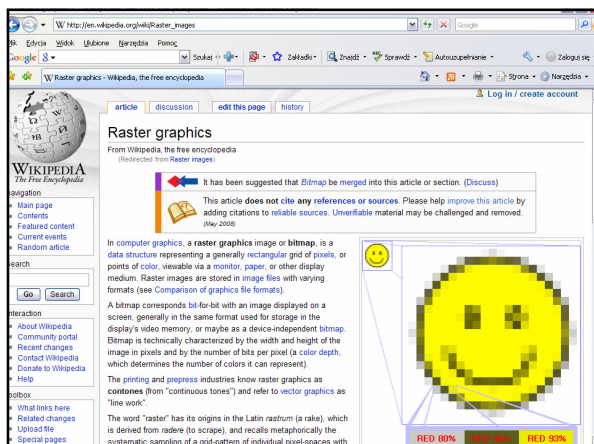 http://en.wikipedia.org/wiki/Raster_images
Google
Plik Edycja Widok Ulubione Narzędzia Pomoc
Google
Szukaj
Zakładki
Znajdź
Sprawdź
Autouzupełnianie
Zaloguj się
Raster graphics - Wikipedia, the free encyclopedia
Strona
Narzędzia
Log in / create account
article
discussion
edit this page
history
WIKIPEDIA
The Free Encyclopedia
navigation
Main page
Contents
Featured content
Current events
Random article
search
Go
Search
interaction
About Wikipedia
Community portal
Recent changes
Contact Wikipedia
Donate to Wikipedia
Help
toolbox
What links here
Related changes
Upload file
Special pages
Raster graphics
From Wikipedia, the free encyclopedia
(Redirected from Raster images)
It has been suggested that Bitmap be merged into this article or section. (Discuss)
This article does not cite any references or sources. Please help improve this article by
adding citations to reliable sources. Unverifiable material may be challenged and removed.
(May 2008)
In computer graphics, a raster graphics image or bitmap, is a
data structure representing a generally rectangular grid of pixels, or
points of color, viewable via a monitor, paper, or other display
medium. Raster images are stored in image files with varying
formats (see Comparison of graphics file formats).
A bitmap corresponds bit-for-bit with an image displayed on a
screen, generally in the same format used for storage in the
display's video memory, or maybe as a device-independent bitmap.
Bitmap is technically characterized by the width and height of the
image in pixels and by the number of bits per pixel (a color depth,
which determines the number of colors it can represent).
The printing and prepress industries know raster graphics as
contones (from "continuous tones") and refer to vector graphics as
"line work".
The word "raster" has its origins in the Latin rastrum (a rake), which
is derived from radere (to scrape), and recalls metaphorically the
systematic sampling of a grid-pattern of individual pixel-spaces with
RED 80%
RED 93%